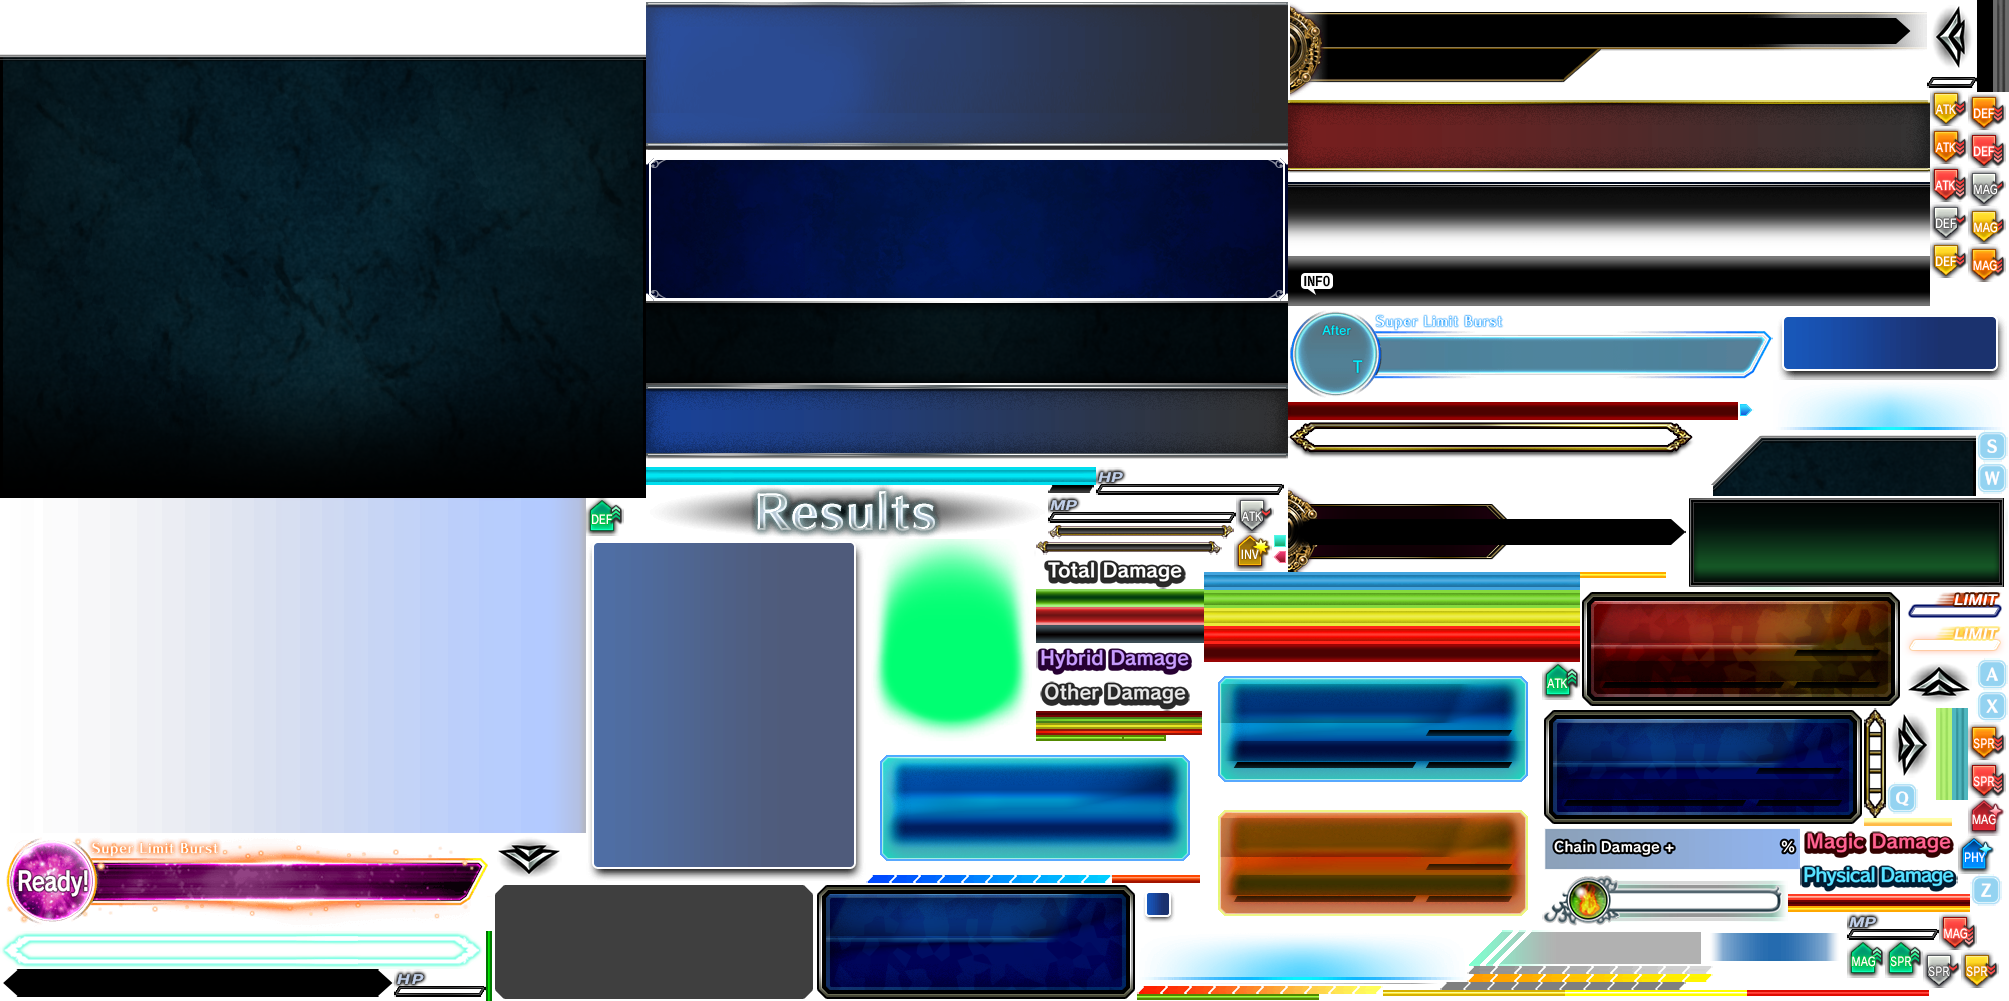 ATK
DEF
ATK
DEF
ATK
MAG
DEF
MAG
DEF
MAG
INFO
Super Limit Burst
After
T
S
W
HP
MP
Results
DEF
ATK
INV
Total Damage
Hybrid Damage
Other Damage
LIMIT
LIMIT
ATK
A
X
SPR
SPR
Q
MAG
Chain Damage + %
Magic Damage
PHY
Physical Damage
Z
Super Limit Burst
Ready!
HP
MP
MAG
MAG
SPR
SPR
SPR